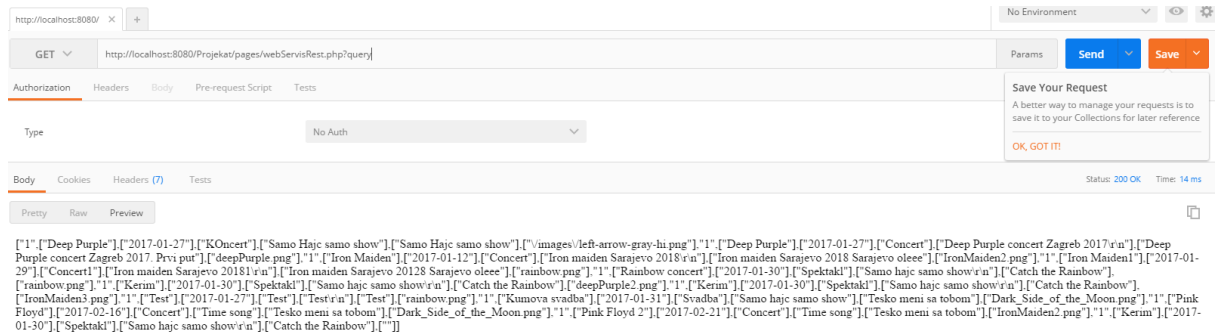 http://localhost:8080/ × +
No Environment
GET http://localhost:8080/Projekat/pages/webServisRest.php?query Params Send Save
Authorization Headers Body Pre-request Script Tests
Save Your Request
A better way to manage your requests is to
save it to your Collections for later reference
OK, GOT IT!
Type No Auth
Body Cookies Headers (7) Tests Status: 200 OK Time: 14 ms
Pretty Raw Preview
["1",["Deep Purple"],["2017-01-27"],["KOncert"],["Samo Hajc samo show"],["Samo Hajc samo show"],["\/images\/left-arrow-gray-hi.png"],"1",["Deep Purple"],["2017-01-27"],["Concert"],["Deep Purple concert Zagreb 2017\r\n"],["Deep
Purple concert Zagreb 2017. Prvi put"],["deepPurple.png"],"1",["Iron Maiden"],["2017-01-12"],["Concert"],["Iron maiden Sarajevo 2018\r\n"],["Iron maiden Sarajevo 2018 Sarajevo oleee"],["IronMaiden2.png"],"1",["Iron Maiden1"],["2017-01-
29"],["Concert1"],["Iron maiden Sarajevo 20181\r\n"],["Iron maiden Sarajevo 20128 Sarajevo oleee"],["rainbow.png"],"1",["Rainbow concert"],["2017-01-30"],["Spektakl"],["Samo hajc samo show\r\n"],["Catch the Rainbow"],
["rainbow.png"],"1",["Kerim"],["2017-01-30"],["Spektakl"],["Samo hajc samo show\r\n"],["Catch the Rainbow"],["deepPurple2.png"],"1",["Kerim"],["2017-01-30"],["Spektakl"],["Samo hajc samo show\r\n"],["Catch the Rainbow"],
["IronMaiden3.png"],"1",["Test"],["2017-01-27"],["Test"],["Test\r\n"],["Test"],["rainbow.png"],"1",["Kumova svadba"],["2017-01-31"],["Svadba"],["Samo hajc samo show"],["Tesko meni sa tobom"],["Dark_Side_of_the_Moon.png"],"1",["Pink
Floyd"],["2017-02-16"],["Concert"],["Time song"],["Tesko meni sa tobom"],["Dark_Side_of_the_Moon.png"],"1",["Pink Floyd 2"],["2017-02-21"],["Concert"],["Time song"],["Tesko meni sa tobom"],["IronMaiden2.png"],"1",["Kerim"],["2017-
01-30"],["Spektakl"],["Samo hajc samo show\r\n"],["Catch the Rainbow"],[""]]